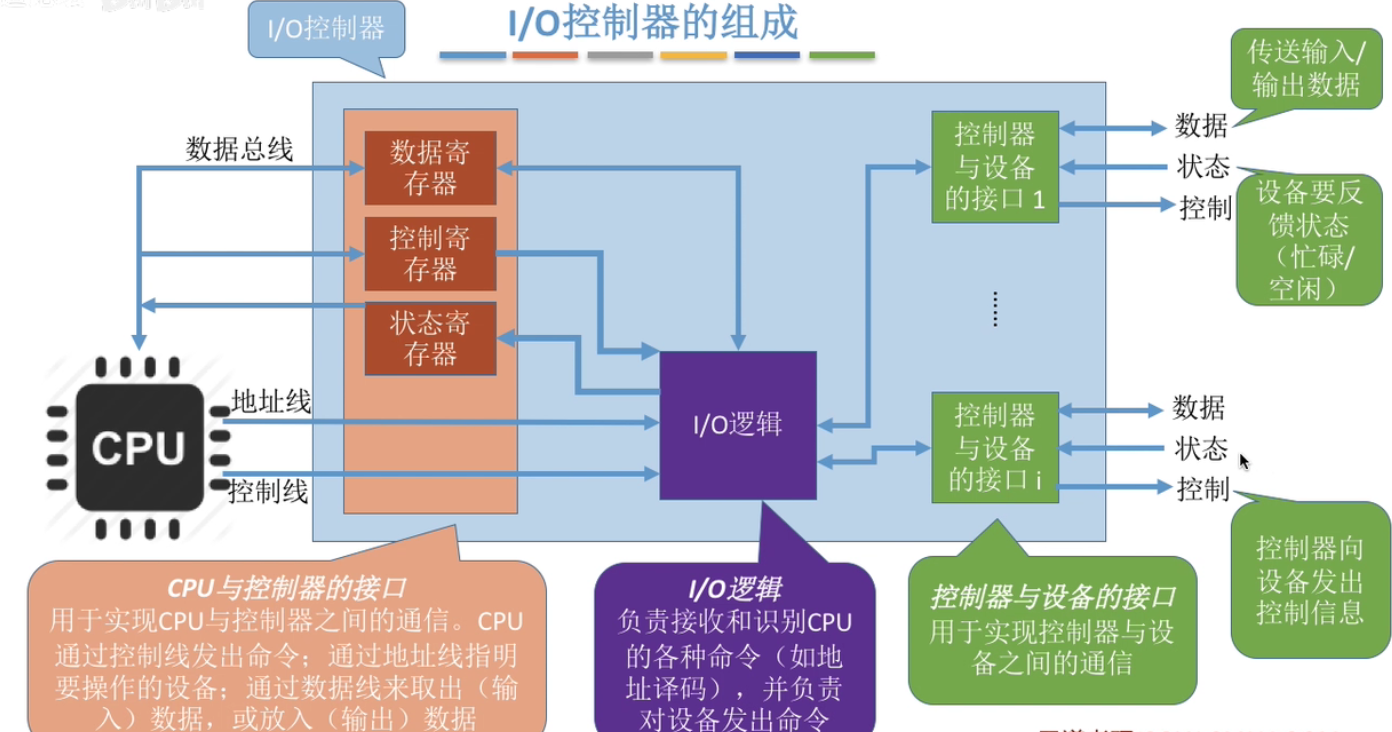 I/O控制器的组成
I/O控制器
传送输入/
输出数据
数据总线
数据寄
存器
控制器
与设备
的接口 1
数据
状态
控制
设备要反
馈状态
（忙碌/
空闲）
控制寄
存器
状态寄
存器
地址线
CPU
控制线
I/O逻辑
控制器
与设备
的接口 i
数据
状态
控制
控制器向
设备发出
控制信息
CPU与控制器的接口
用于实现CPU与控制器之间的通信。CPU
通过控制线发出命令；通过地址线指明
要操作的设备；通过数据线来取出（输
入）数据，或放入（输出）数据
I/O逻辑
负责接收和识别CPU
的各种命令（如地
址译码），并负责
对设备发出命令
控制器与设备的接口
用于实现控制器与设
备之间的通信